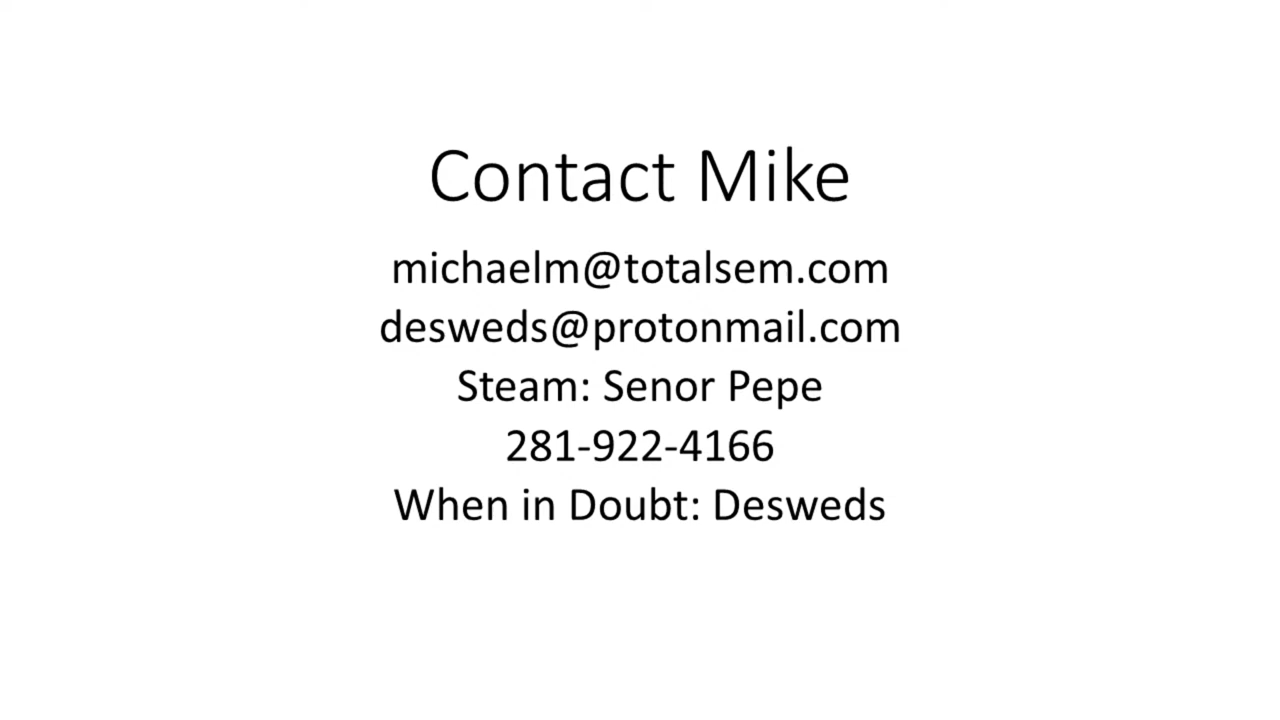 Contact Mike
michaelm@totalsem.com
desweds@protonmail.com
Steam: Senor Pepe
281-922-4166
When in Doubt: Desweds